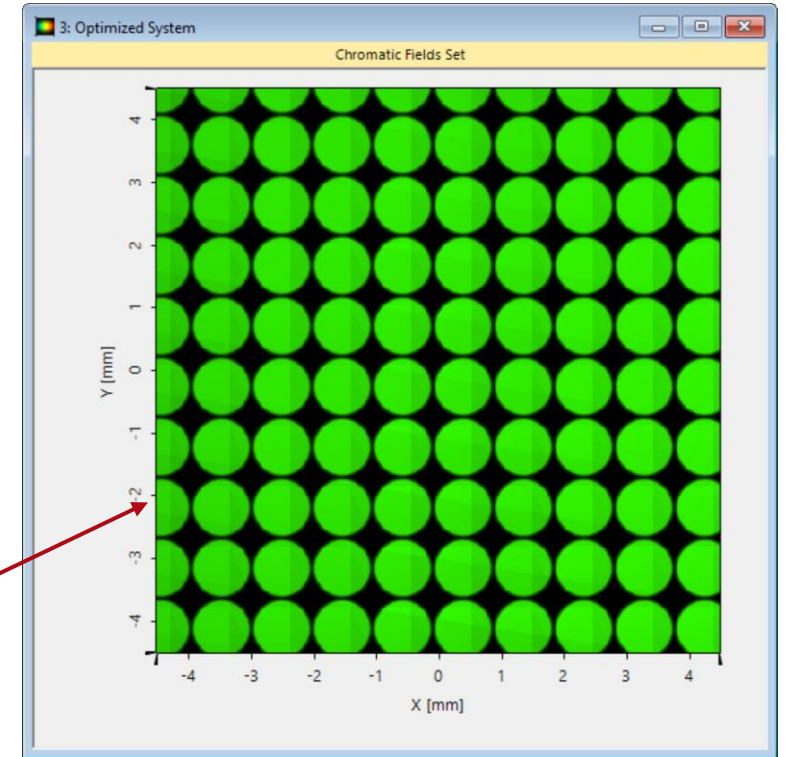 3: Optimized System
Chromatic Fields Set
4
3
2
1
0
-1
-2
-3
-4
Y [mm]
-4 -3 -2 -1 0 1 2 3 4
X [mm]